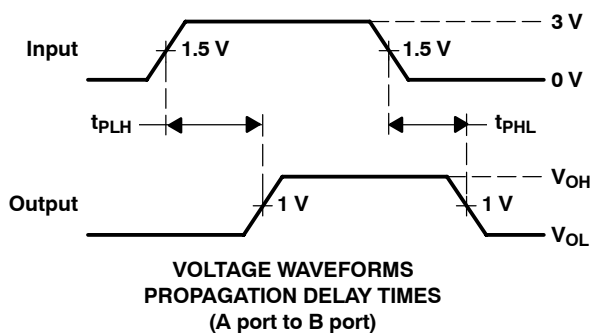 3 V
Input
1.5 V
1.5 V
0 V
tPLH
tPHL
VOH
Output
1 V
1 V
VOL
VOLTAGE WAVEFORMS
PROPAGATION DELAY TIMES
(A port to B port)